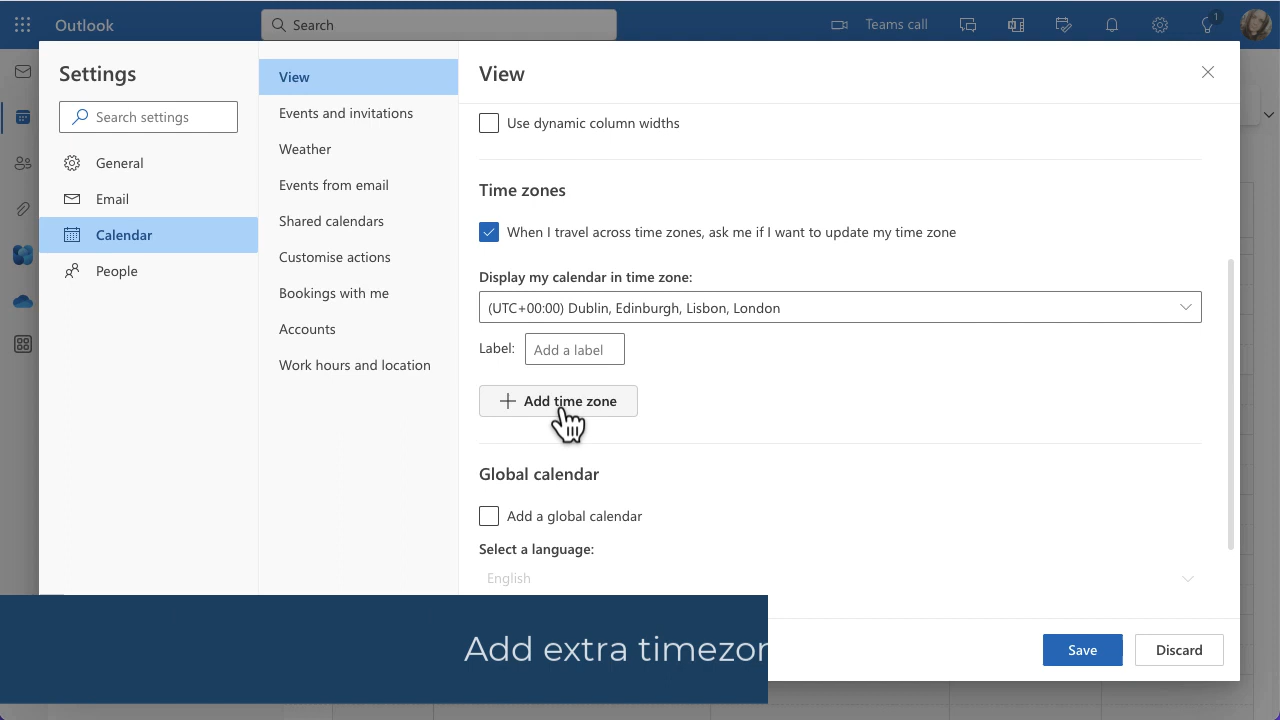 Outlook
Search
Teams call
1
Settings
Search settings
General
Email
Calendar
People
View
Events and invitations
Weather
Events from email
Shared calendars
Customise actions
Bookings with me
Accounts
Work hours and location
View
Use dynamic column widths
Time zones
When I travel across time zones, ask me if I want to update my time zone
Display my calendar in time zone:
(UTC+00:00) Dublin, Edinburgh, Lisbon, London
Label: Add a label
Add time zone
Global calendar
Add a global calendar
Select a language:
English
Add extra timezon
Save
Discard